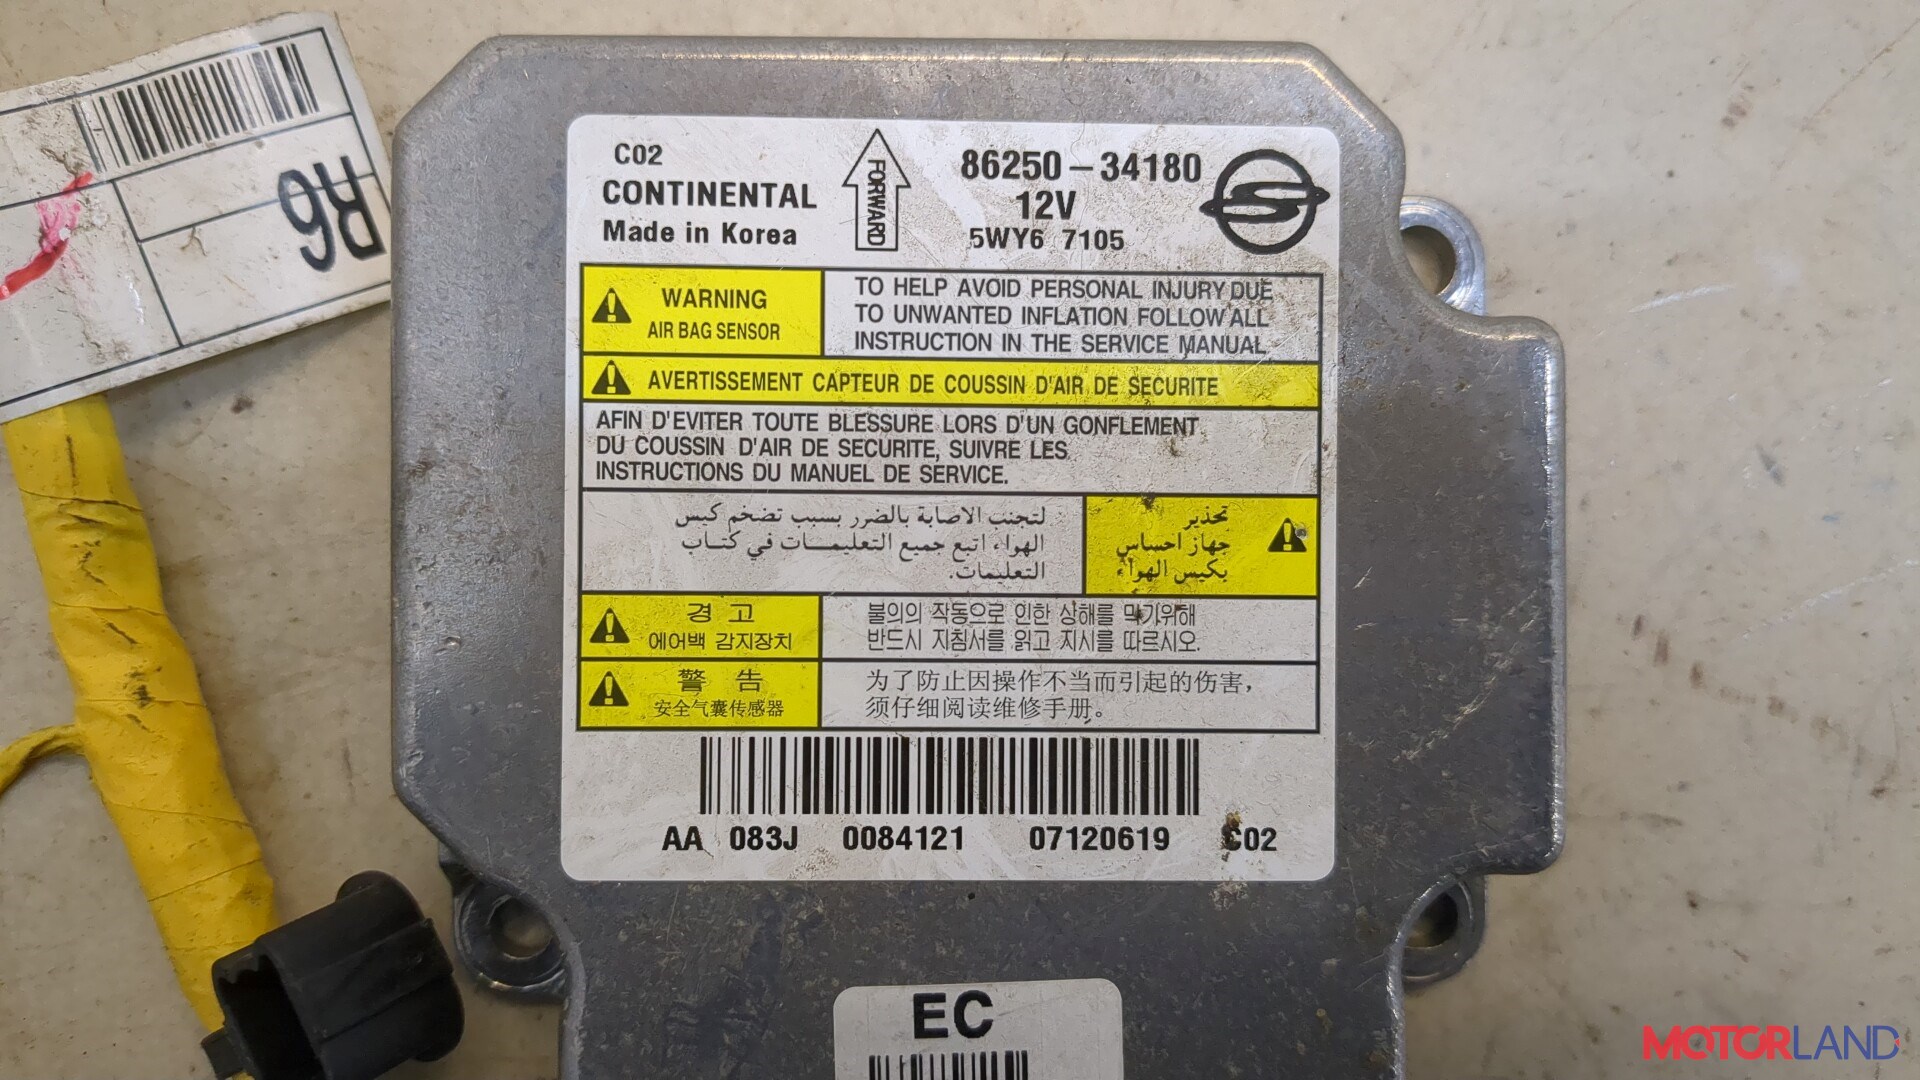 R6
C02
CONTINENTAL
Made in Korea
FORWARD
86250-34180
12V
5WY6 7105
WARNING
AIR BAG SENSOR
TO HELP AVOID PERSONAL INJURY DUE
TO UNWANTED INFLATION FOLLOW ALL
INSTRUCTION IN THE SERVICE MANUAL
AVERTISSEMENT CAPTEUR DE COUSSIN D'AIR DE SECURITE
AFIN D'EVITER TOUTE BLESSURE LORS D'UN GONFLEMENT
DU COUSSIN D'AIR DE SECURITE, SUIVRE LES
INSTRUCTIONS DU MANUEL DE SERVICE.
تحذير
جهاز احساس
بكيس الهواء
لتجنب الاصابة بالضرر بسبب تضخم كيس
الهواء اتبع جميع التعليمــات في كتــاب
التعليمات.
경 고
에어백 감지장치
불의의 작동으로 인한 상해를 막기위해
반드시 지침서를 읽고 지시를 따르시오.
警 告
安全气囊传感器
为了防止因操作不当而引起的伤害，
须仔细阅读维修手册。
AA 083J 0084121 07120619 C02
EC
MOTORLAND